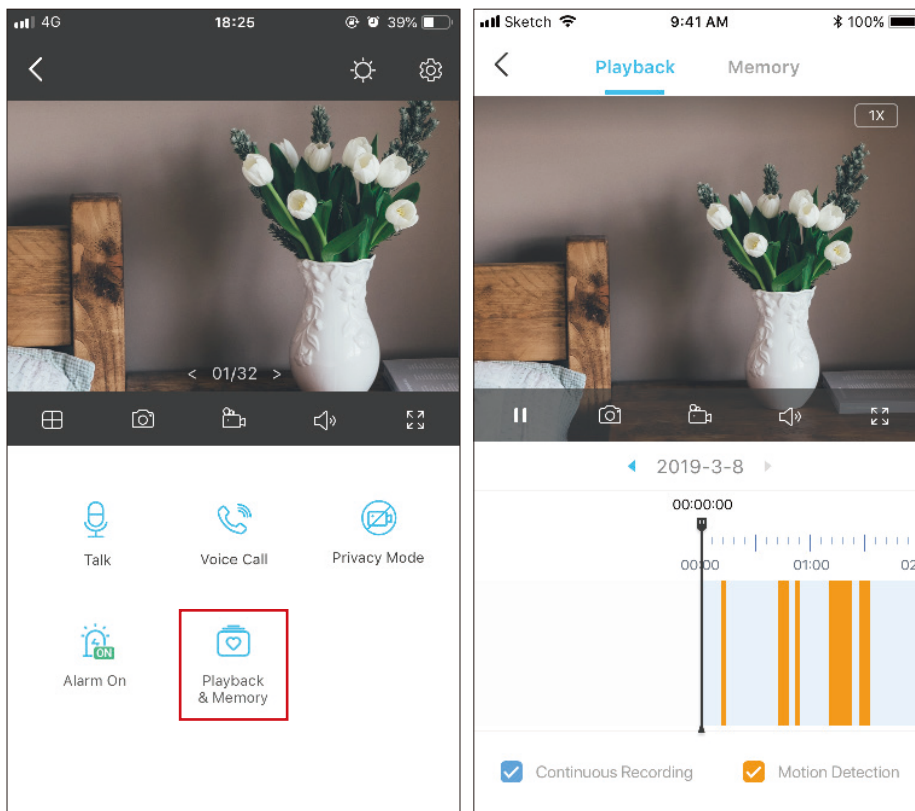 4G
18:25
39%
01/32
Talk
Voice Call
Privacy Mode
ON
Alarm On
Playback
& Memory
Sketch
9:41 AM
100%
Playback
Memory
1X
2019-3-8
00:00:00
00:00
01:00
02
Continuous Recording
Motion Detection